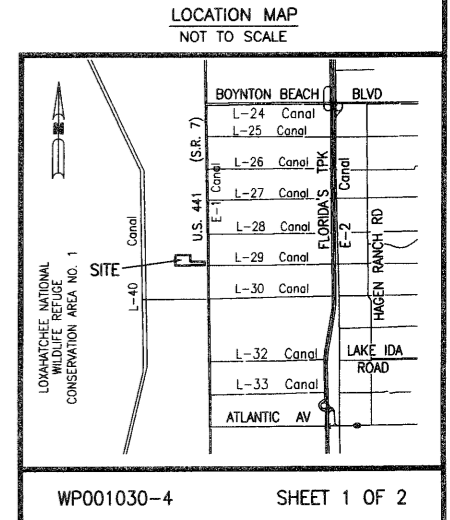 LOCATION MAP
NOT TO SCALE
BOYNTON BEACH BLVD
L-24 Canal
L-25 Canal
(S.R. 7)
L-26 Canal
FLORIDA'S TPK
Canal
E-1 Canal
L-27 Canal
U.S. 441
L-28 Canal
E-2
HAGEN RANCH RD
Canal
L-40
SITE
L-29 Canal
L-30 Canal
LOXAHATCHEE NATIONAL
WILDLIFE REFUGE
CONSERVATION AREA NO. 1
L-32 Canal
LAKE IDA
ROAD
L-33 Canal
ATLANTIC AV
WP001030-4
SHEET 1 OF 2